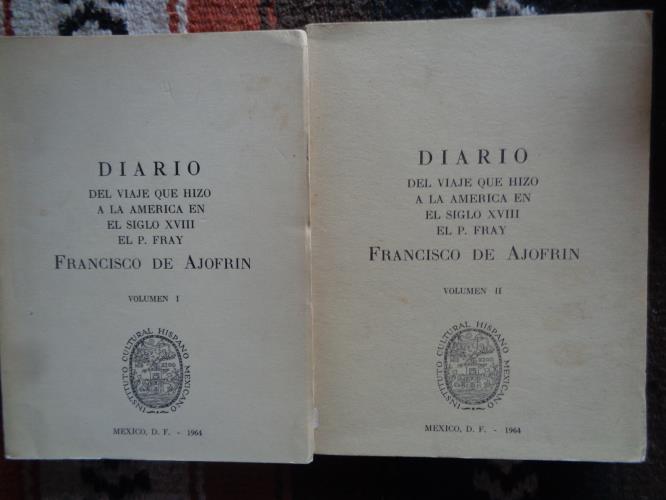 DIARIO
DEL VIAJE QUE HIZO
A LA AMERICA EN
EL SIGLO XVIII
EL P. FRAY
FRANCISCO DE AJOFRIN
VOLUMEN I
INSTITUTO CULTURAL HISPANO MEXICANO
MEXICO, D. F. - 1964
DIARIO
DEL VIAJE QUE HIZO
A LA AMERICA EN
EL SIGLO XVIII
EL P. FRAY
FRANCISCO DE AJOFRIN
VOLUMEN II
INSTITUTO CULTURAL HISPANO MEXICANO
MEXICO, D. F. - 1964